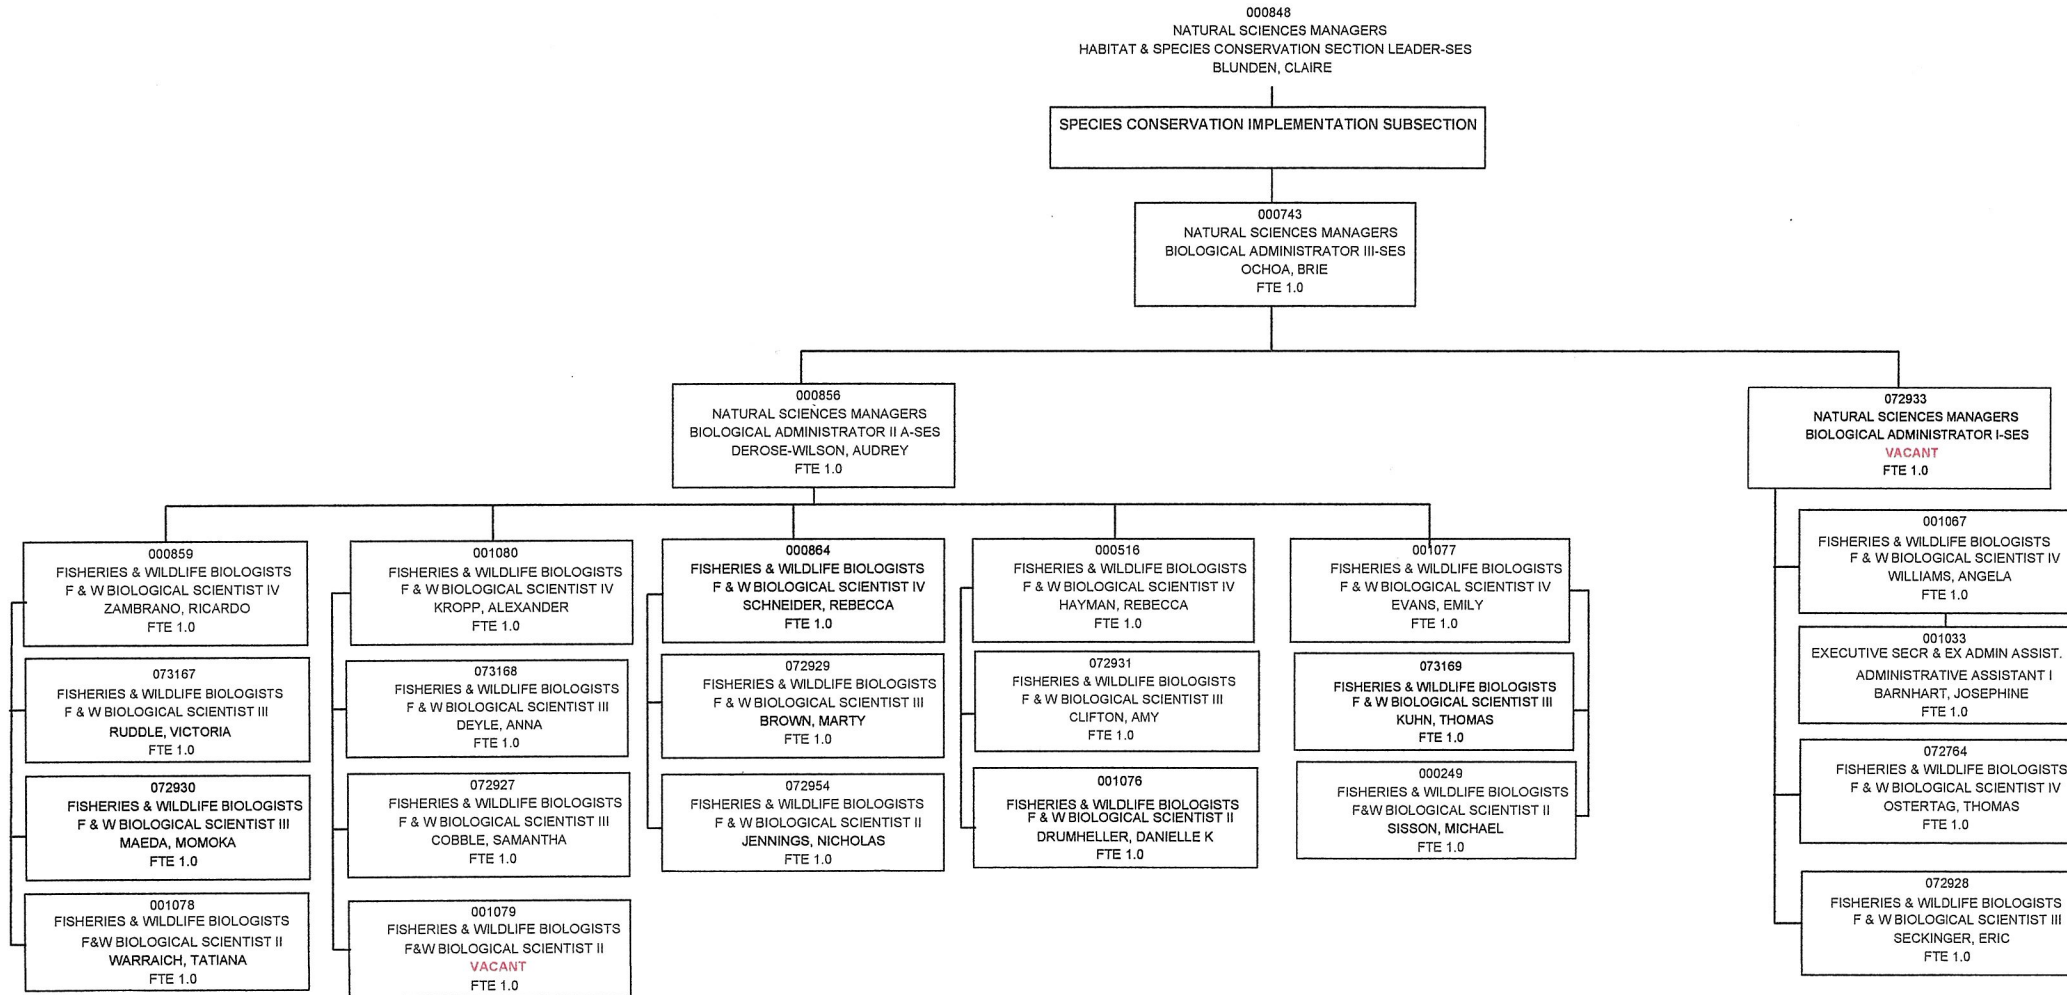 000848
NATURAL SCIENCES MANAGERS
HABITAT & SPECIES CONSERVATION SECTION LEADER-SES
BLUNDEN, CLAIRE
SPECIES CONSERVATION IMPLEMENTATION SUBSECTION
000743
NATURAL SCIENCES MANAGERS
BIOLOGICAL ADMINISTRATOR III-SES
OCHOA, BRIE
FTE 1.0
000856
NATURAL SCIENCES MANAGERS
BIOLOGICAL ADMINISTRATOR II A-SES
DEROSE-WILSON, AUDREY
FTE 1.0
072933
NATURAL SCIENCES MANAGERS
BIOLOGICAL ADMINISTRATOR I-SES
VACANT
FTE 1.0
000859
FISHERIES & WILDLIFE BIOLOGISTS
F & W BIOLOGICAL SCIENTIST IV
ZAMBRANO, RICARDO
FTE 1.0
073167
FISHERIES & WILDLIFE BIOLOGISTS
F & W BIOLOGICAL SCIENTIST III
RUDDLE, VICTORIA
FTE 1.0
072930
FISHERIES & WILDLIFE BIOLOGISTS
F & W BIOLOGICAL SCIENTIST III
MAEDA, MOMOKA
FTE 1.0
001078
FISHERIES & WILDLIFE BIOLOGISTS
F&W BIOLOGICAL SCIENTIST II
WARRAICH, TATIANA
FTE 1.0
001080
FISHERIES & WILDLIFE BIOLOGISTS
F & W BIOLOGICAL SCIENTIST IV
KROPP, ALEXANDER
FTE 1.0
073168
FISHERIES & WILDLIFE BIOLOGISTS
F & W BIOLOGICAL SCIENTIST III
DEYLE, ANNA
FTE 1.0
072927
FISHERIES & WILDLIFE BIOLOGISTS
F & W BIOLOGICAL SCIENTIST III
COBBLE, SAMANTHA
FTE 1.0
001079
FISHERIES & WILDLIFE BIOLOGISTS
F&W BIOLOGICAL SCIENTIST II
VACANT
FTE 1.0
000864
FISHERIES & WILDLIFE BIOLOGISTS
F & W BIOLOGICAL SCIENTIST IV
SCHNEIDER, REBECCA
FTE 1.0
072929
FISHERIES & WILDLIFE BIOLOGISTS
F & W BIOLOGICAL SCIENTIST III
BROWN, MARTY
FTE 1.0
072954
FISHERIES & WILDLIFE BIOLOGISTS
F & W BIOLOGICAL SCIENTIST II
JENNINGS, NICHOLAS
FTE 1.0
000516
FISHERIES & WILDLIFE BIOLOGISTS
F & W BIOLOGICAL SCIENTIST IV
HAYMAN, REBECCA
FTE 1.0
072931
FISHERIES & WILDLIFE BIOLOGISTS
F & W BIOLOGICAL SCIENTIST III
CLIFTON, AMY
FTE 1.0
001076
FISHERIES & WILDLIFE BIOLOGISTS
F & W BIOLOGICAL SCIENTIST II
DRUMHELLER, DANIELLE K
FTE 1.0
001077
FISHERIES & WILDLIFE BIOLOGISTS
F & W BIOLOGICAL SCIENTIST IV
EVANS, EMILY
FTE 1.0
073169
FISHERIES & WILDLIFE BIOLOGISTS
F & W BIOLOGICAL SCIENTIST III
KUHN, THOMAS
FTE 1.0
000249
FISHERIES & WILDLIFE BIOLOGISTS
F&W BIOLOGICAL SCIENTIST II
SISSON, MICHAEL
FTE 1.0
001067
FISHERIES & WILDLIFE BIOLOGISTS
F & W BIOLOGICAL SCIENTIST IV
WILLIAMS, ANGELA
FTE 1.0
001033
EXECUTIVE SECR & EX ADMIN ASSIST.
ADMINISTRATIVE ASSISTANT I
BARNHART, JOSEPHINE
FTE 1.0
072764
FISHERIES & WILDLIFE BIOLOGISTS
F & W BIOLOGICAL SCIENTIST IV
OSTERTAG, THOMAS
FTE 1.0
072928
FISHERIES & WILDLIFE BIOLOGISTS
F & W BIOLOGICAL SCIENTIST III
SECKINGER, ERIC
FTE 1.0